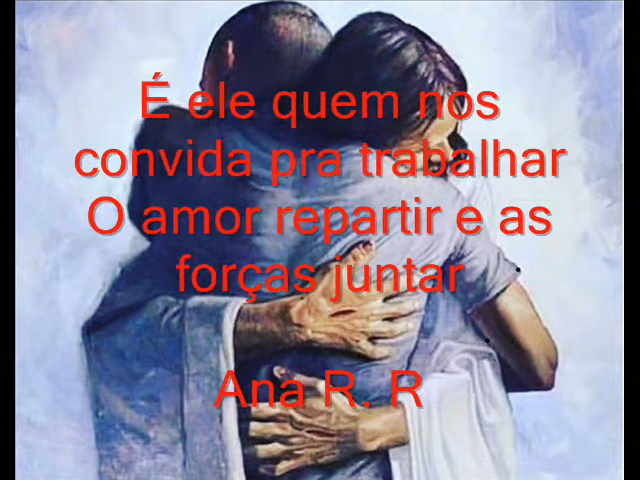 É ele quem nos
convida pra trabalhar
O amor repartir e as
forças juntar
Ana R. R